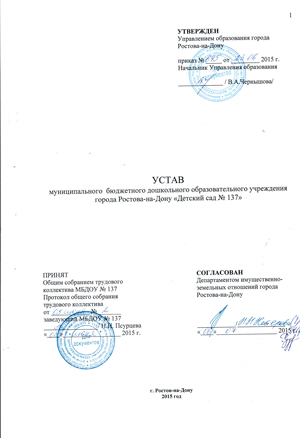 1
УТВЕРЖДЕН
Управлением образования города
Ростова-на-Дону
приказ № от 2015 г.
Начальник Управления образования
/ В.А.Чернышова/
УСТАВ
муниципального бюджетного дошкольного образовательного учреждения
города Ростова-на-Дону «Детский сад № 137»
ПРИНЯТ
Общим собранием трудового
коллектива МБДОУ № 137
Протокол общего собрания
трудового коллектива
от № 2
заведующий МБДОУ № 137
/ Н.Н. Псурцева
2015 г.
СОГЛАСОВАН
Департаментом имущественно-
земельных отношений города
Ростова-на-Дону
2015 г.
г. Ростов-на-Дону
2015 год